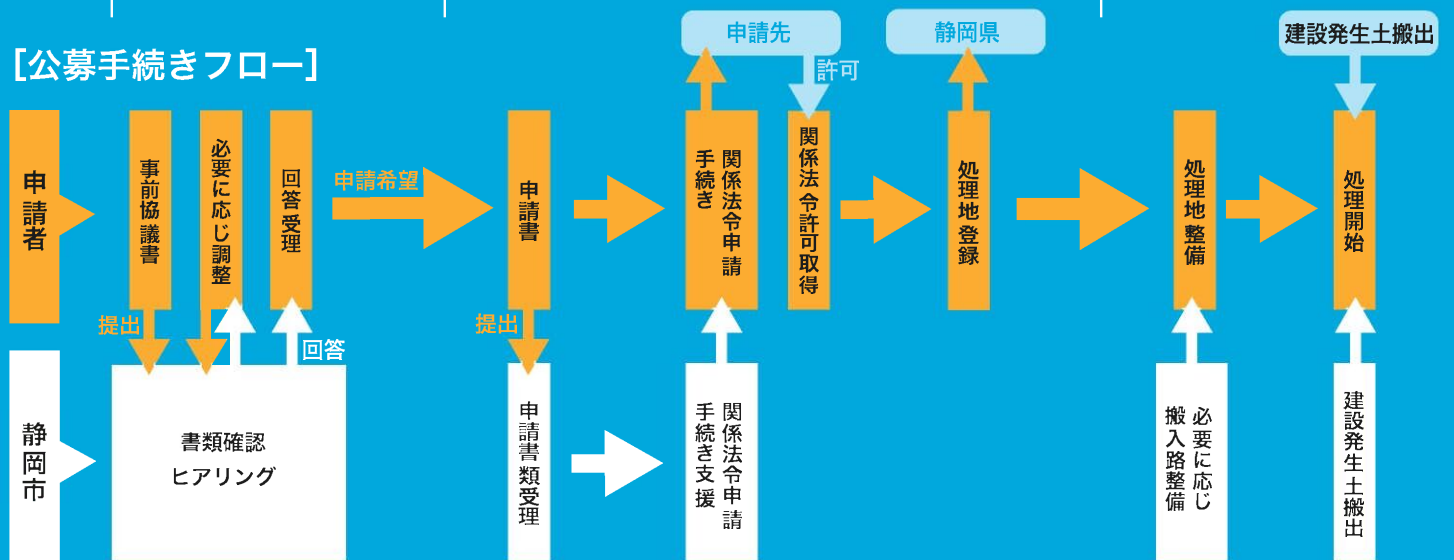 申請先
静岡県
建設発生土搬出
［公募手続きフロー］
許可
申請者
事前協議書
必要に応じ調整
回答受理
申請希望
申請書
関係法令申請
手続き
関係法令許可取得
処理地登録
処理地整備
処理開始
提出
回答
提出
静岡市
書類確認
ヒアリング
申請書類受理
関係法令申請
手続き支援
必要に応じ
搬入路整備
建設発生土搬出